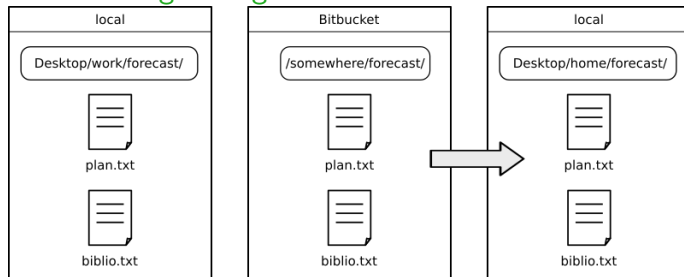 local
Desktop/work/forecast/
plan.txt
biblio.txt
Bitbucket
/somewhere/forecast/
plan.txt
biblio.txt
local
Desktop/home/forecast/
plan.txt
biblio.txt